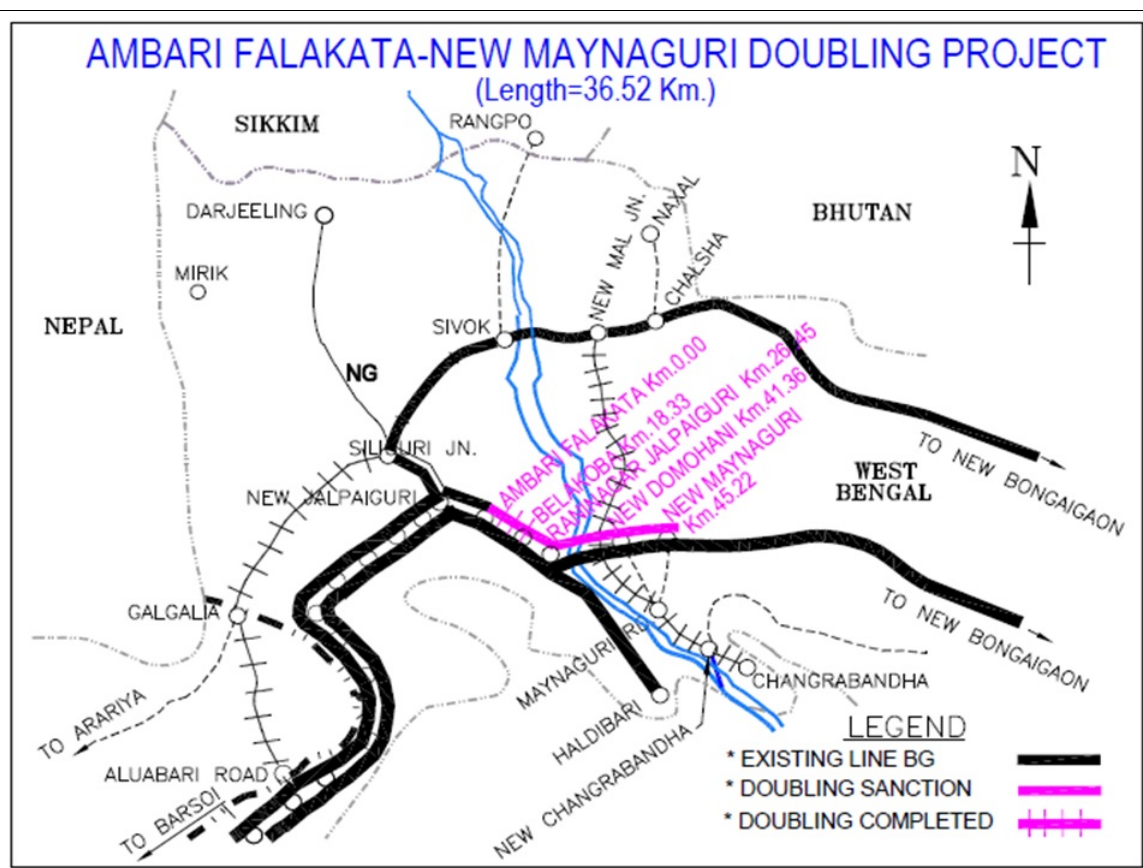 AMBARI FALAKATA-NEW MAYNAGURI DOUBLING PROJECT
(Length=36.52 Km.)
SIKKIM
RANGPO
N
DARJEELING
BHUTAN
NAXAL
NEW MAL JN.
CHALSHA
MIRIK
NEPAL
SIVOK
NG
AMBARI FALAKATA Km.0.00
BELAKOBA Km.18.33
RANINAGAR JALPAIGURI
NEW DOMOHANI Km.41.36
NEW MAYNAGURI
Km.45.22
SILIGURI JN.
NEW JALPAIGURI
TO NEW BONGAIGAON
WEST
BENGAL
GALGALIA
TO NEW BONGAIGAON
MAYNAGURI RD
CHANGRABANDHA
HALDIBARI
NEW CHANGRABANDHA
TO ARARIYA
ALUABARI ROAD
TO BARSOI
LEGEND
* EXISTING LINE BG
* DOUBLING SANCTION
* DOUBLING COMPLETED